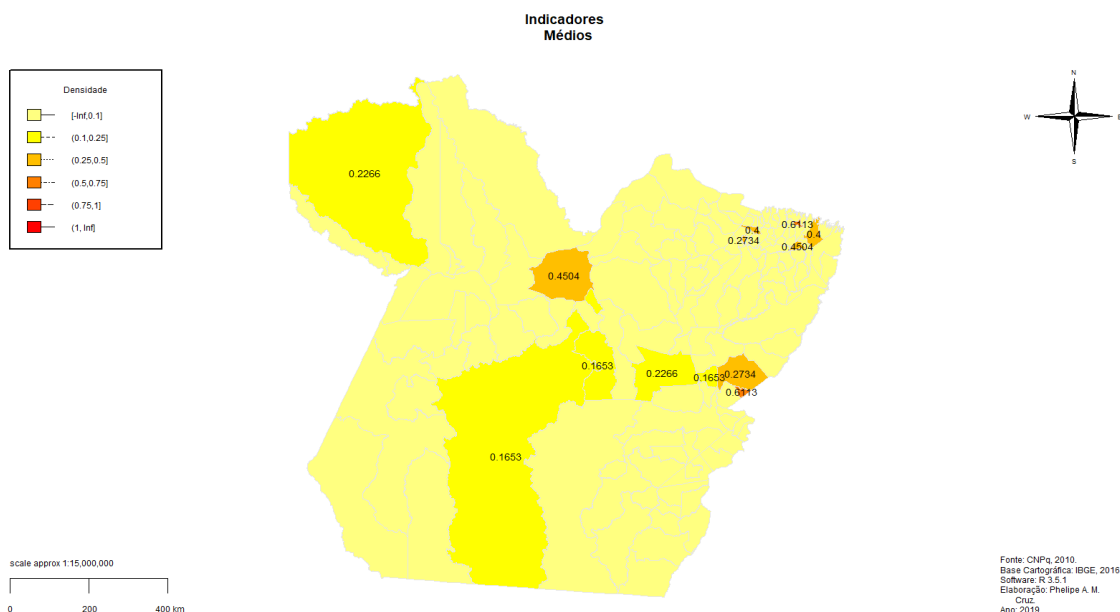 Indicadores
Médios
Densidade
[-Inf,0.1]
(0.1,0.25]
(0.25,0.5]
(0.5,0.75]
(0.75,1]
(1, Inf]
N
W
E
S
0.2266
0.6113
0.4
0.4
0.2734
0.4504
0.4504
0.1653
0.2266
0.1653
0.2734
0.6113
0.1653
scale approx 1:15,000,000
0
200
400 km
Fonte: CNPq, 2010.
Base Cartográfica: IBGE, 2016
Software: R 3.5.1
Elaboração: Phelipe A. M.
Cruz.
Ano: 2019